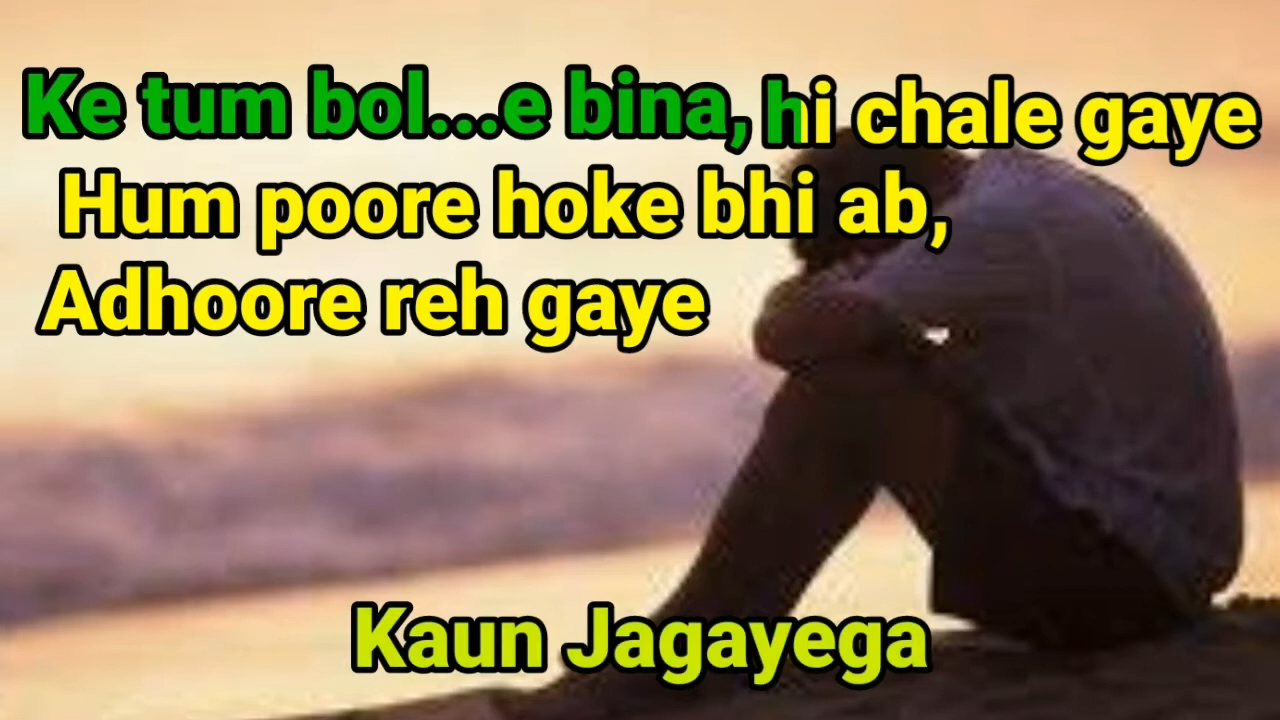 Ke tum bol...e bina, hi chale gaye
Hum poore hoke bhi ab,
Adhoore reh gaye
Kaun Jagayega